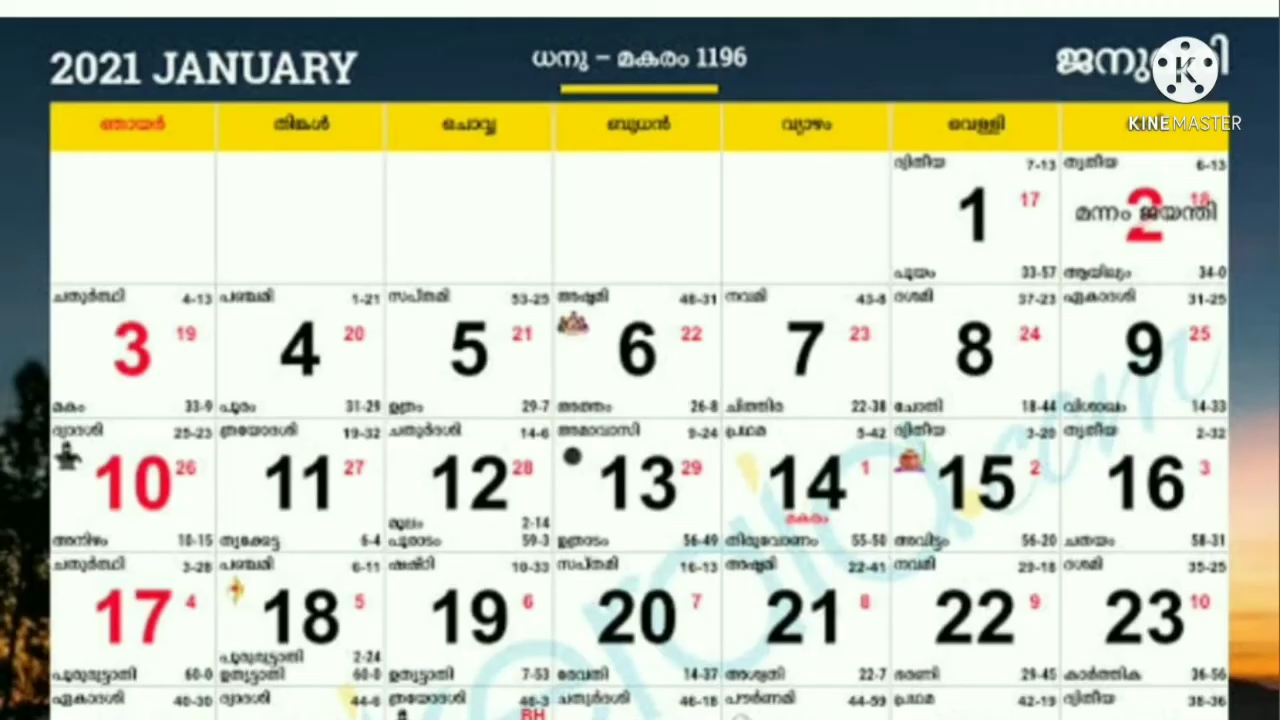 2021 JANUARY
ധനു – മകരം 1196
K
KINEMASTER
ഞായർ തിങ്കൾ ചൊവ്വ ബുധൻ വ്യാഴം വെള്ളി
ദ്വിതീയ 7-13 തൃതീയ 6-13
1 17 2 18
മന്നം ജയന്തി
പൂയം 33-57 ആയില്യം 34-0
ചതുർത്ഥി 4-13 പഞ്ചമി 1-21 സപ്തമി 53-25 അഷ്ടമി 48-31 നവമി 43-8 ദശമി 37-23 ഏകാദശി 31-25
3 19 4 20 5 21 6 22 7 23 8 24 9 25
മകം 33-9 പൂരം 31-29 ഉത്രം 29-7 അത്തം 26-8 ചിത്തിര 22-38 ചോതി 18-44 വിശാഖം 14-33
ദ്വാദശി 25-23 ത്രയോദശി 19-32 ചതുർദശി 14-6 അമാവാസി 9-24 പ്രഥമ 5-42 ദ്വിതീയ 3-20 തൃതീയ 2-32
10 26 11 27 12 28 13 29 14 1 15 2 16 3
മകരം
മൂലം 2-14
അനിഴം 10-15 തൃക്കേട്ട 6-4 പൂരാടം 59-3 ഉത്രാടം 56-49 തിരുവോണം 55-50 അവിട്ടം 56-20 ചതയം 58-31
ചതുർത്ഥി 3-28 പഞ്ചമി 6-11 ഷഷ്ഠി 10-33 സപ്തമി 16-13 അഷ്ടമി 22-41 നവമി 29-18 ദശമി 35-25
17 4 18 5 19 6 20 7 21 8 22 9 23 10
പൂരുരുട്ടാതി 2-24
പൂരുരുട്ടാതി 60-0 ഉത്രട്ടാതി 60-0 ഉത്രട്ടാതി 7-53 രേവതി 14-37 അശ്വതി 22-7 ഭരണി 29-45 കാർത്തിക 36-56
ഏകാദശി 40-30 ദ്വാദശി 44-6 ത്രയോദശി 46-3 ചതുർദശി 46-18 പൗർണമി 44-59 പ്രഥമ 42-19 ദ്വിതീയ 38-36
BH